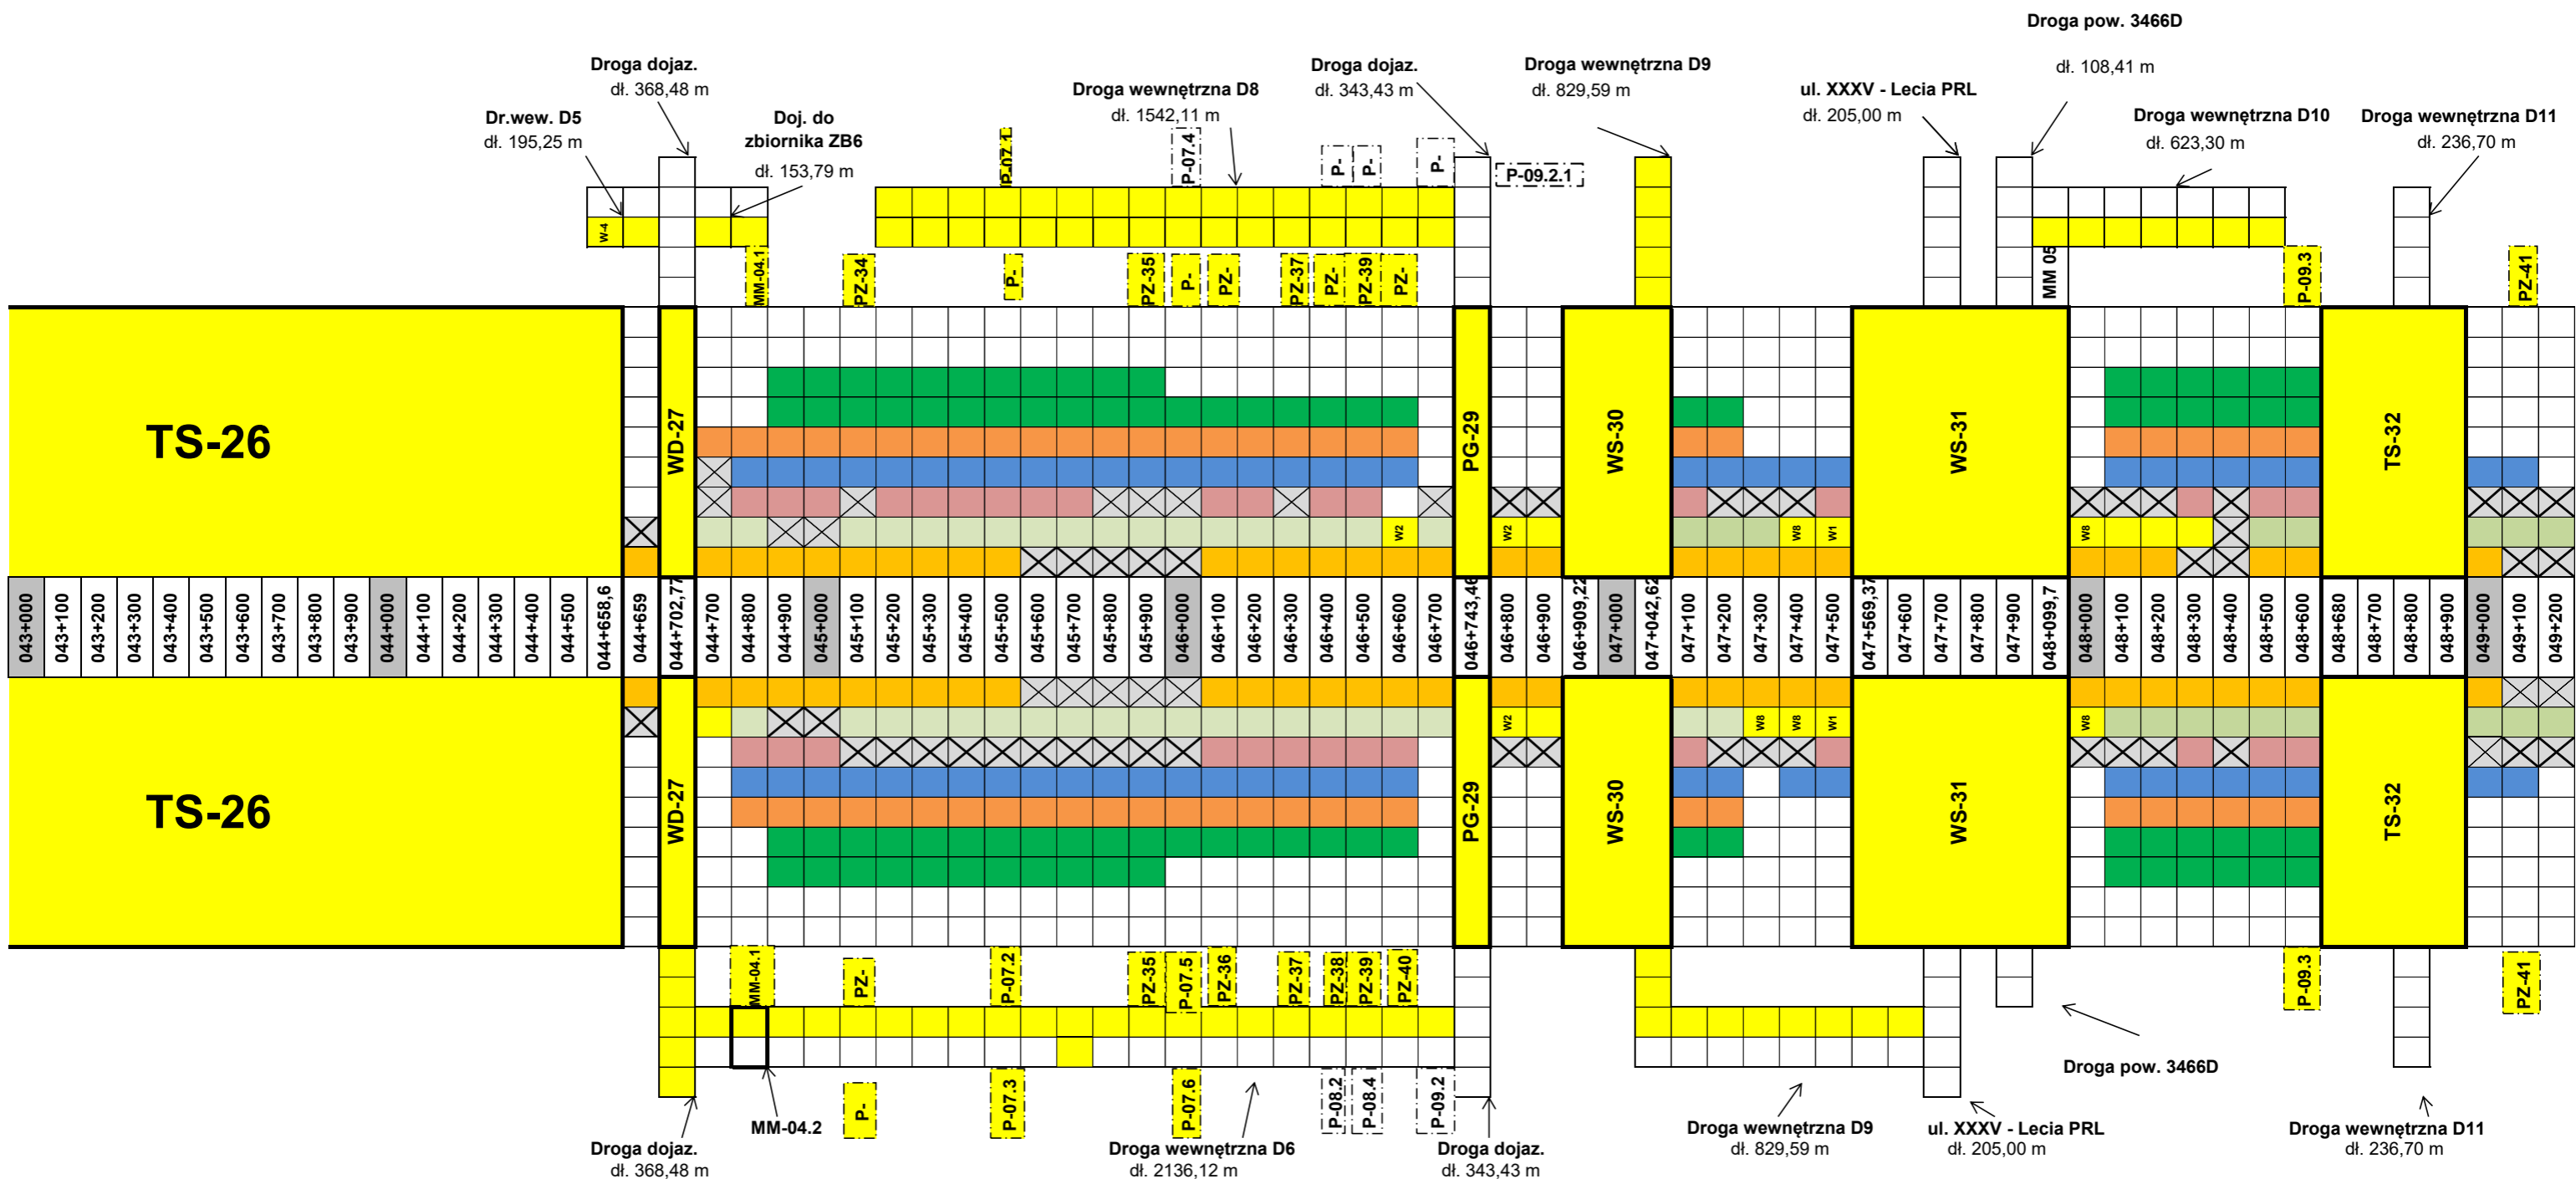 Droga pow. 3466D
dł. 108,41 m
Droga dojaz.
dł. 368,48 m
Droga dojaz.
dł. 343,43 m
Droga wewnętrzna D9
dł. 829,59 m
Droga wewnętrzna D8
dł. 1542,11 m
ul. XXXV - Lecia PRL
dł. 205,00 m
Dr.wew. D5
dł. 195,25 m
Doj. do
zbiornika ZB6
dł. 153,79 m
Droga wewnętrzna D10
dł. 623,30 m
Droga wewnętrzna D11
dł. 236,70 m
P-07.1
P-07.4
P-
P-
P-
P-09.2.1
W-4
MM-04.1
PZ-34
P-
PZ-35
P-
PZ-
PZ-37
PZ-
PZ-39
PZ-
MM 05
P-09.3
PZ-41
TS-26
WD-27
PG-29
WS-30
WS-31
TS-32
W2
W2
W8
W1
W8
043+000
043+100
043+200
043+300
043+400
043+500
043+600
043+700
043+800
043+900
044+000
044+100
044+200
044+300
044+400
044+500
044+658,6
044+659
044+702,77
044+700
044+800
044+900
045+000
045+100
045+200
045+300
045+400
045+500
045+600
045+700
045+800
045+900
046+000
046+100
046+200
046+300
046+400
046+500
046+600
046+700
046+743,46
046+800
046+900
046+909,22
047+000
047+042,62
047+100
047+200
047+300
047+400
047+500
047+569,37
047+600
047+700
047+800
047+900
048+099,7
048+000
048+100
048+200
048+300
048+400
048+500
048+600
048+680
048+700
048+800
048+900
049+000
049+100
049+200
W2
W8
W8
W1
W8
TS-26
WD-27
PG-29
WS-30
WS-31
TS-32
MM-04.1
PZ-
P-07.2
PZ-35
P-07.5
PZ-36
PZ-37
PZ-38
PZ-39
PZ-40
P-09.3
PZ-41
P-
P-07.3
P-07.6
P-08.2
P-08.4
P-09.2
MM-04.2
Droga pow. 3466D
Droga dojaz.
dł. 368,48 m
Droga wewnętrzna D6
dł. 2136,12 m
Droga dojaz.
dł. 343,43 m
Droga wewnętrzna D9
dł. 829,59 m
ul. XXXV - Lecia PRL
dł. 205,00 m
Droga wewnętrzna D11
dł. 236,70 m